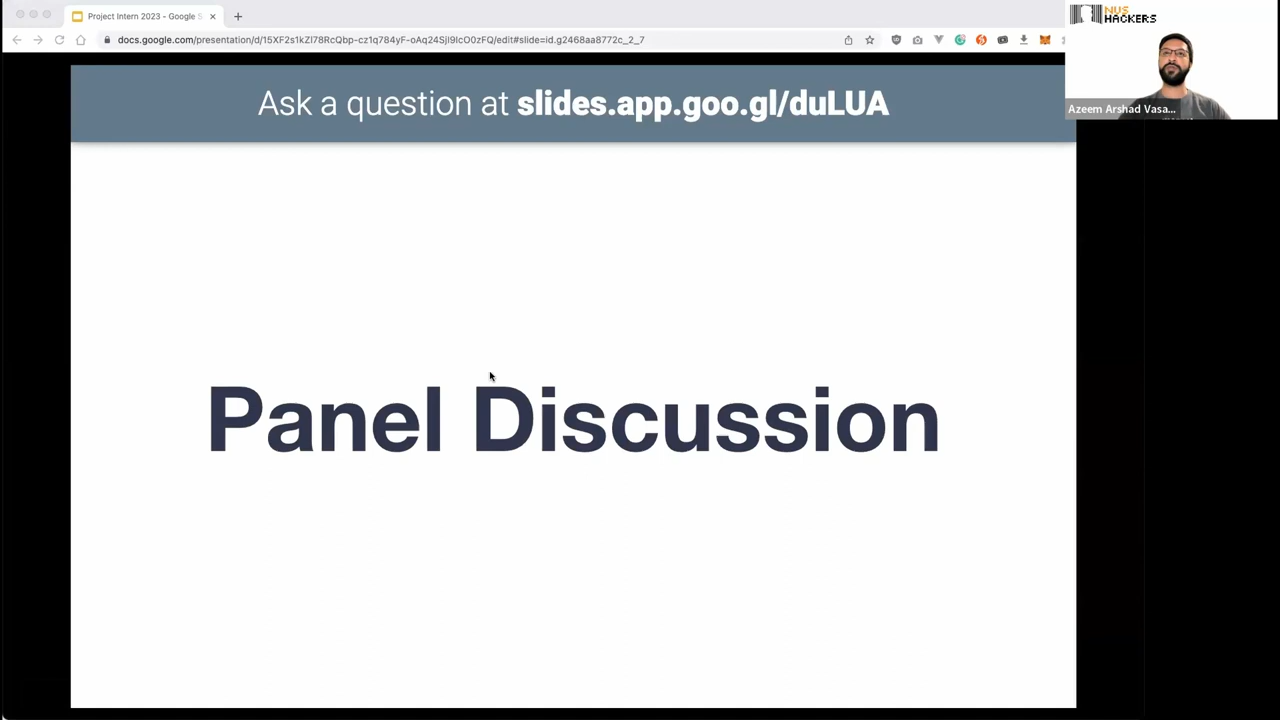 Project Intern 2023 - Google S
docs.google.com/presentation/d/15XF2s1kZl78RcQbp-cz1q784yF-oAq24SjI9IcO0zFQ/edit#slide=id.g2468aa8772c_2_7
NUS
HACKERS
Azeem Arshad Vasa...
Ask a question at slides.app.goo.gl/duLUA
Panel Discussion